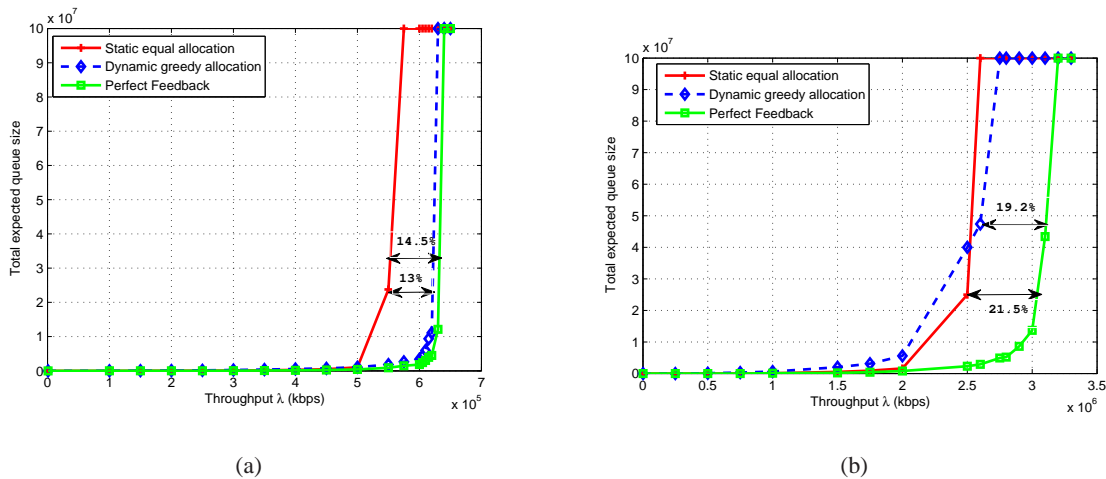 x 10^7
10
9
8
7
6
5
4
3
2
1
0
Total expected queue size
Static equal allocation
Dynamic greedy allocation
Perfect Feedback
14.5%
13%
0 1 2 3 4 5 6 7
Throughput λ (kbps)
x 10^5
(a)
x 10^7
10
9
8
7
6
5
4
3
2
1
0
Total expected queue size
Static equal allocation
Dynamic greedy allocation
Perfect Feedback
19.2%
21.5%
0 0.5 1 1.5 2 2.5 3 3.5
Throughput λ (kbps)
x 10^6
(b)